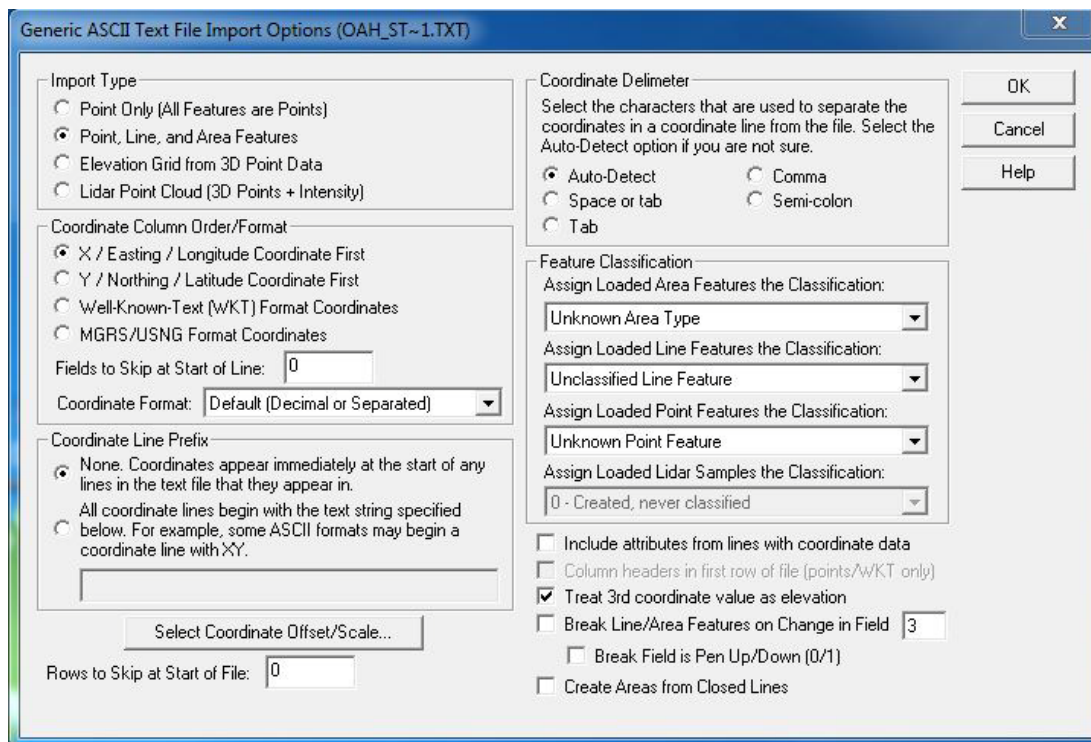 Generic ASCII Text File Import Options (OAH_ST~1.TXT)
Import Type
Point Only (All Features are Points)
Point, Line, and Area Features
Elevation Grid from 3D Point Data
Lidar Point Cloud (3D Points + Intensity)
Coordinate Column Order/Format
X / Easting / Longitude Coordinate First
Y / Northing / Latitude Coordinate First
Well-Known-Text (WKT) Format Coordinates
MGRS/USNG Format Coordinates
Fields to Skip at Start of Line: 0
Coordinate Format: Default (Decimal or Separated)
Coordinate Line Prefix
None. Coordinates appear immediately at the start of any
lines in the text file that they appear in.
All coordinate lines begin with the text string specified
below. For example, some ASCII formats may begin a
coordinate line with XY.
Select Coordinate Offset/Scale...
Rows to Skip at Start of File: 0
Coordinate Delimeter
Select the characters that are used to separate the
coordinates in a coordinate line from the file. Select the
Auto-Detect option if you are not sure.
Auto-Detect Comma
Space or tab Semi-colon
Tab
Feature Classification
Assign Loaded Area Features the Classification:
Unknown Area Type
Assign Loaded Line Features the Classification:
Unclassified Line Feature
Assign Loaded Point Features the Classification:
Unknown Point Feature
Assign Loaded Lidar Samples the Classification:
0 - Created, never classified
Include attributes from lines with coordinate data
Column headers in first row of file (points/WKT only)
Treat 3rd coordinate value as elevation
Break Line/Area Features on Change in Field 3
Break Field is Pen Up/Down (0/1)
Create Areas from Closed Lines
OK
Cancel
Help